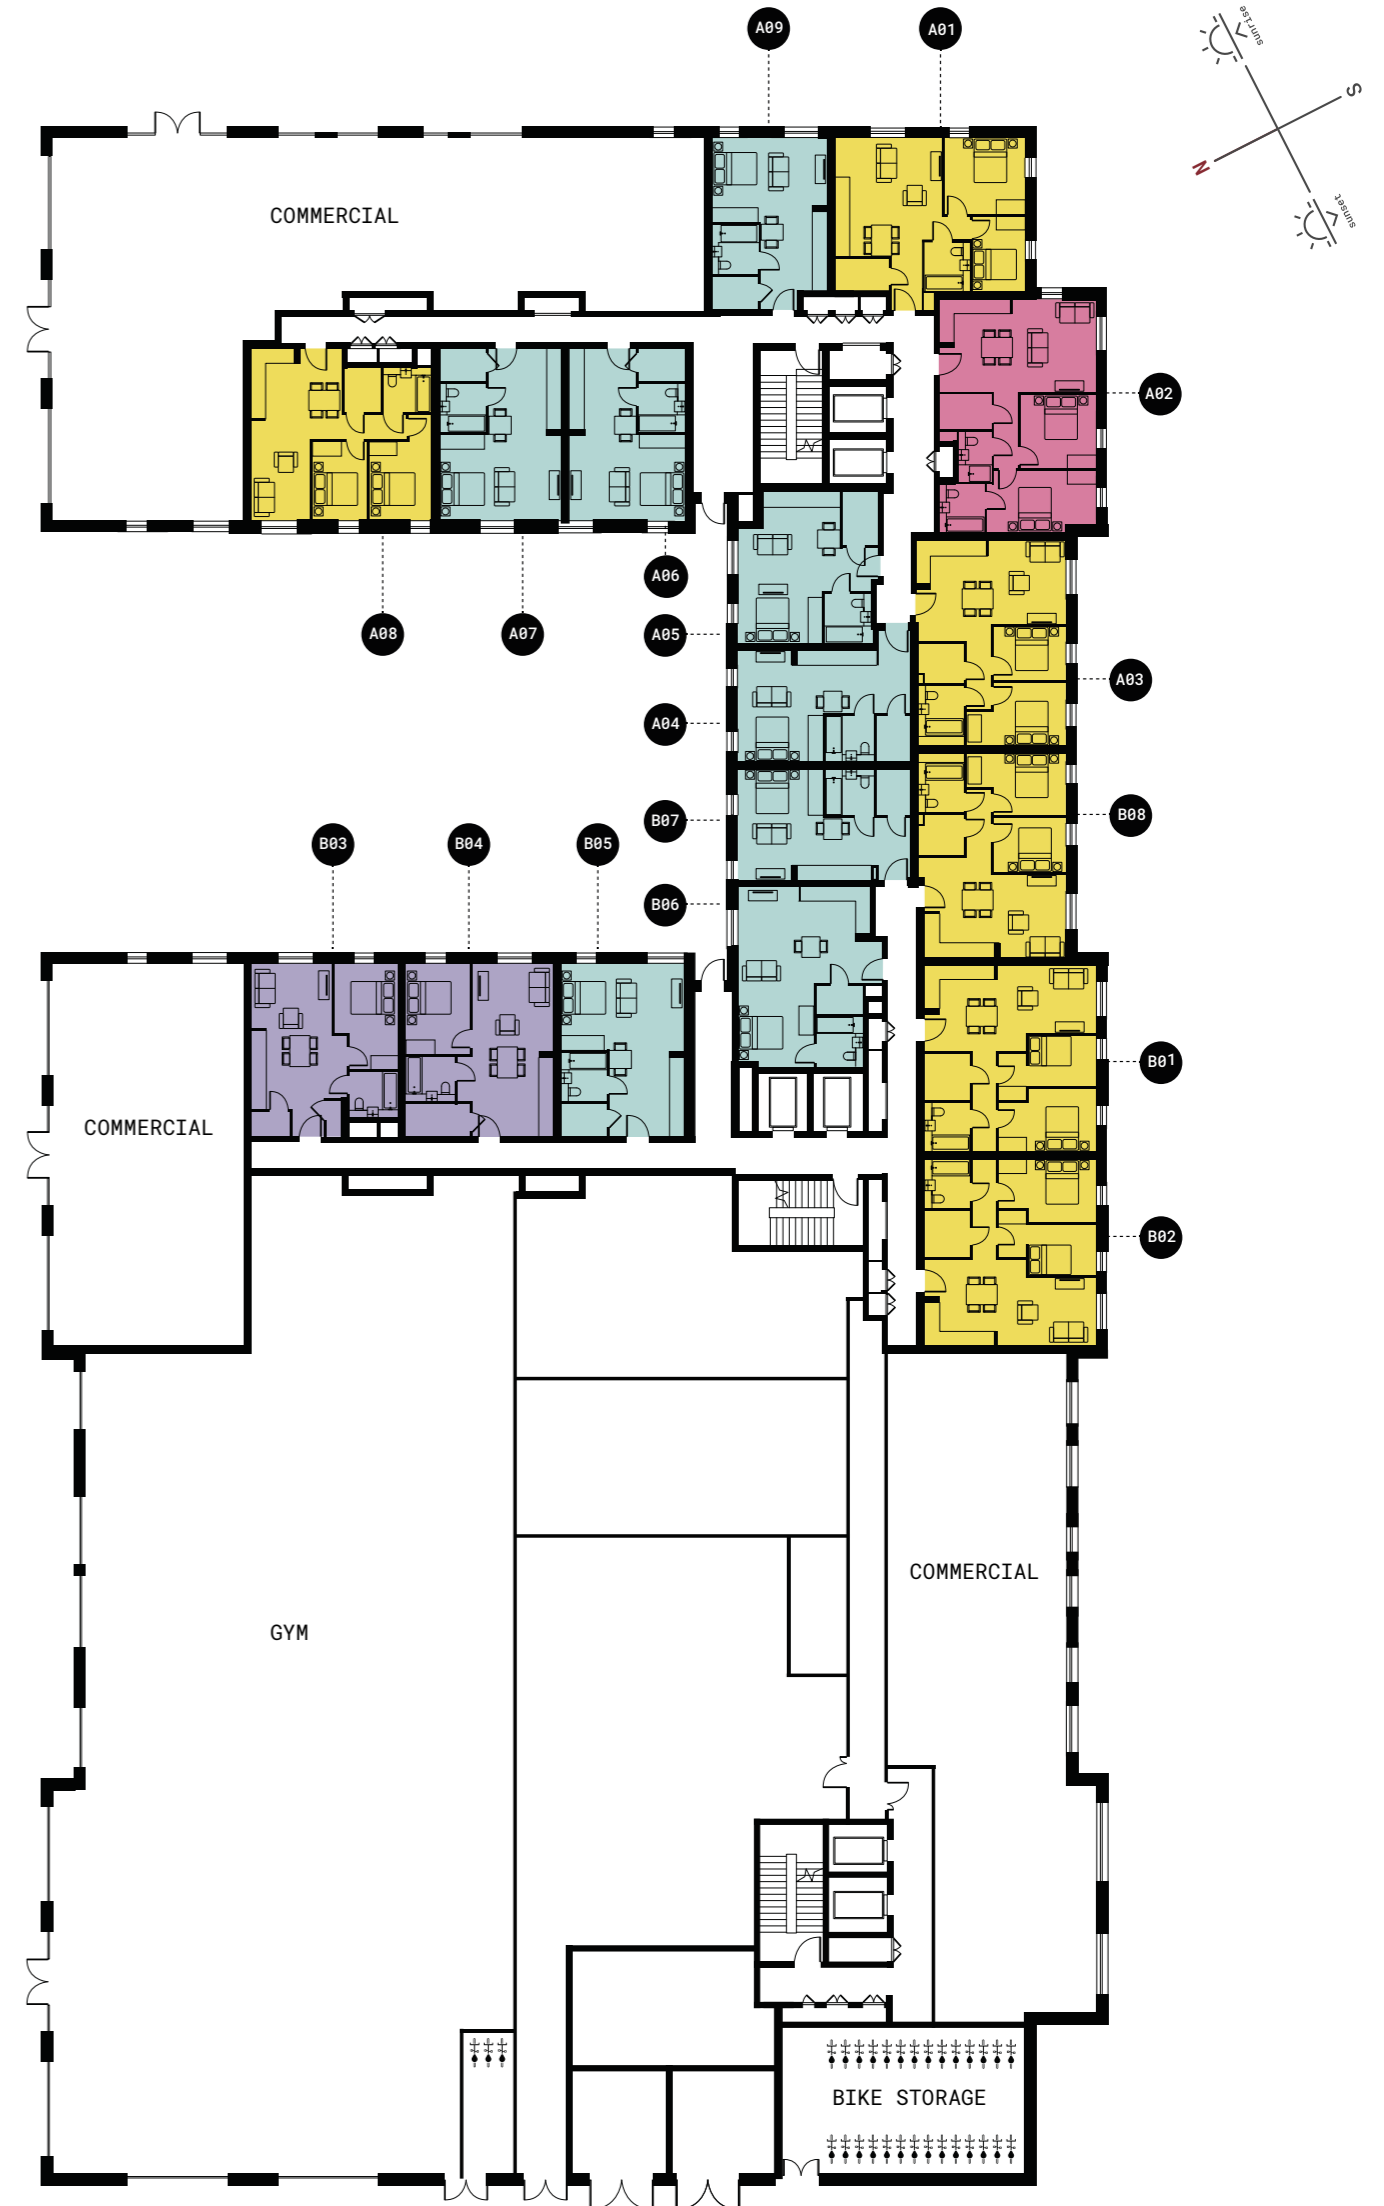 A09
A01
sunrise
S
N
sunset
COMMERCIAL
A02
A06
A08
A07
A05
A03
A04
B07
B08
B03
B04
B05
B06
B01
COMMERCIAL
B02
COMMERCIAL
GYM
BIKE STORAGE